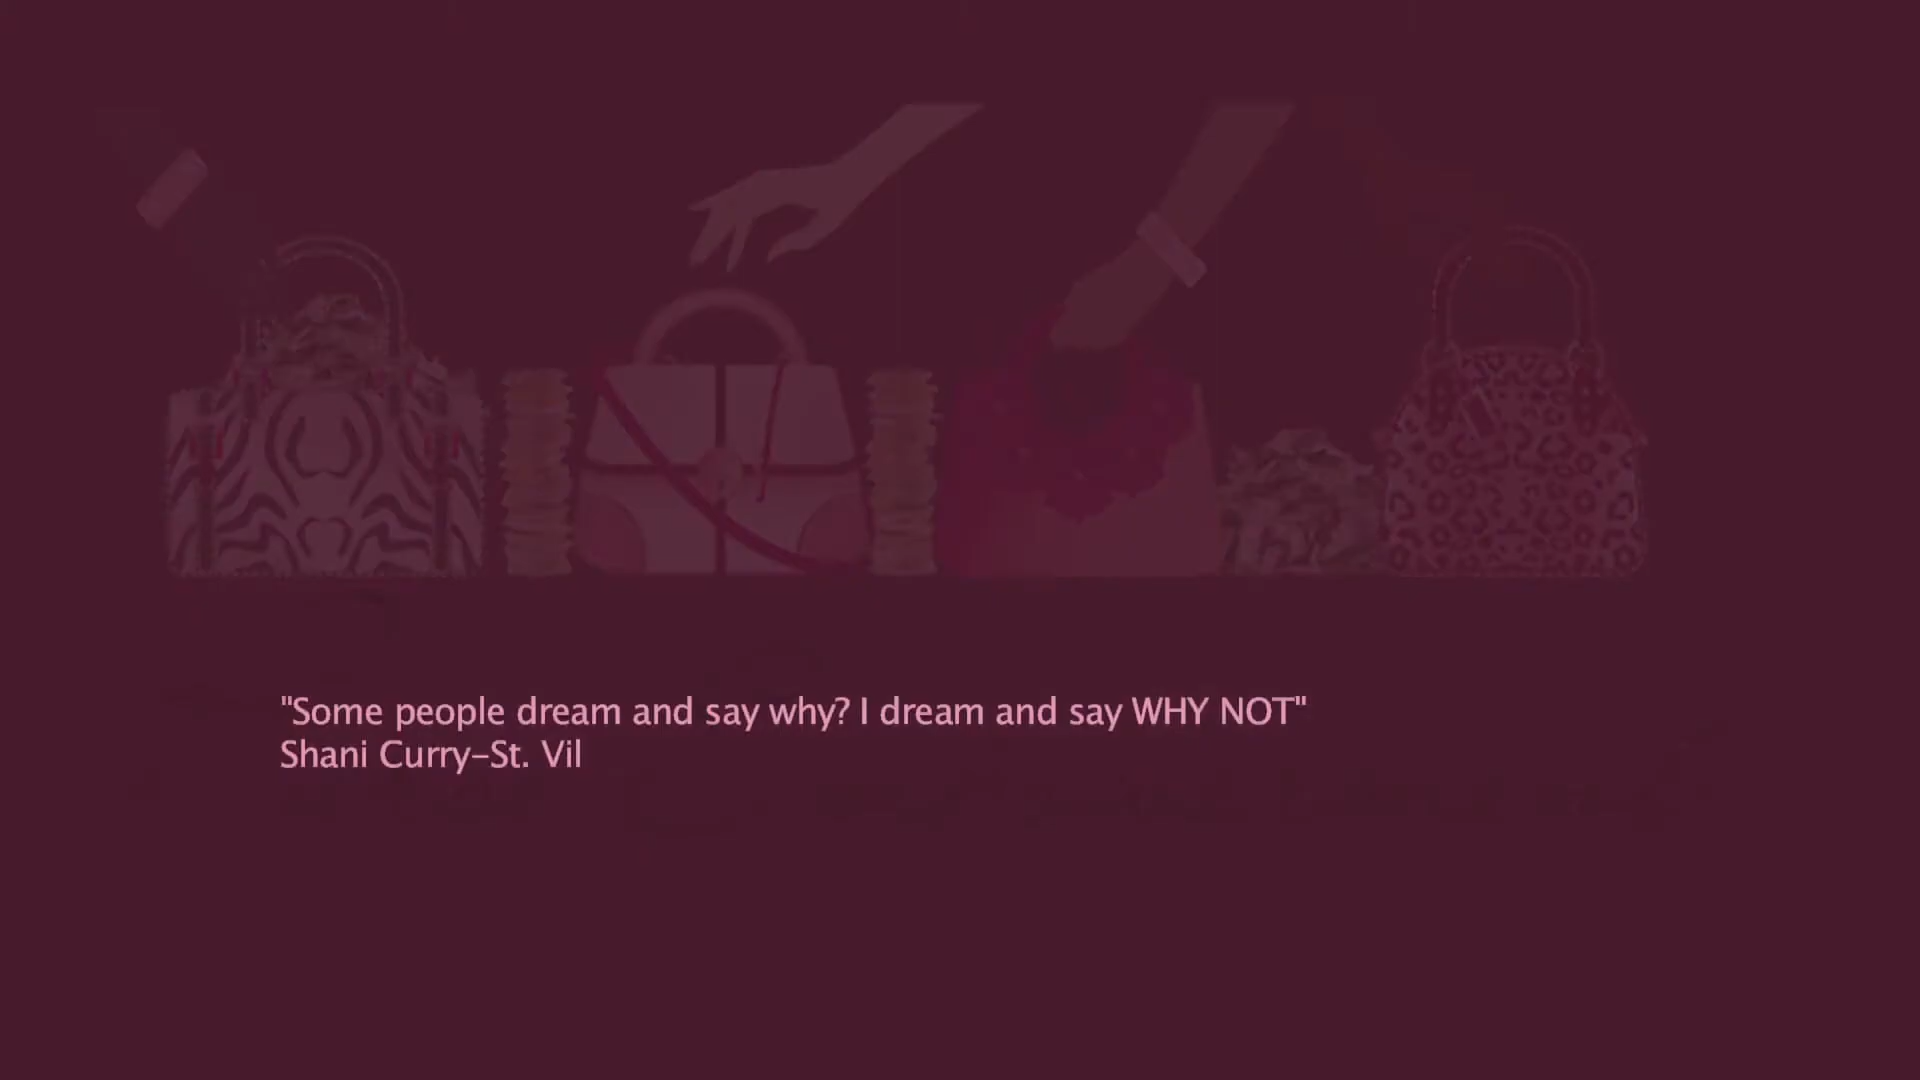 "Some people dream and say why? I dream and say WHY NOT"
Shani Curry-St. Vil